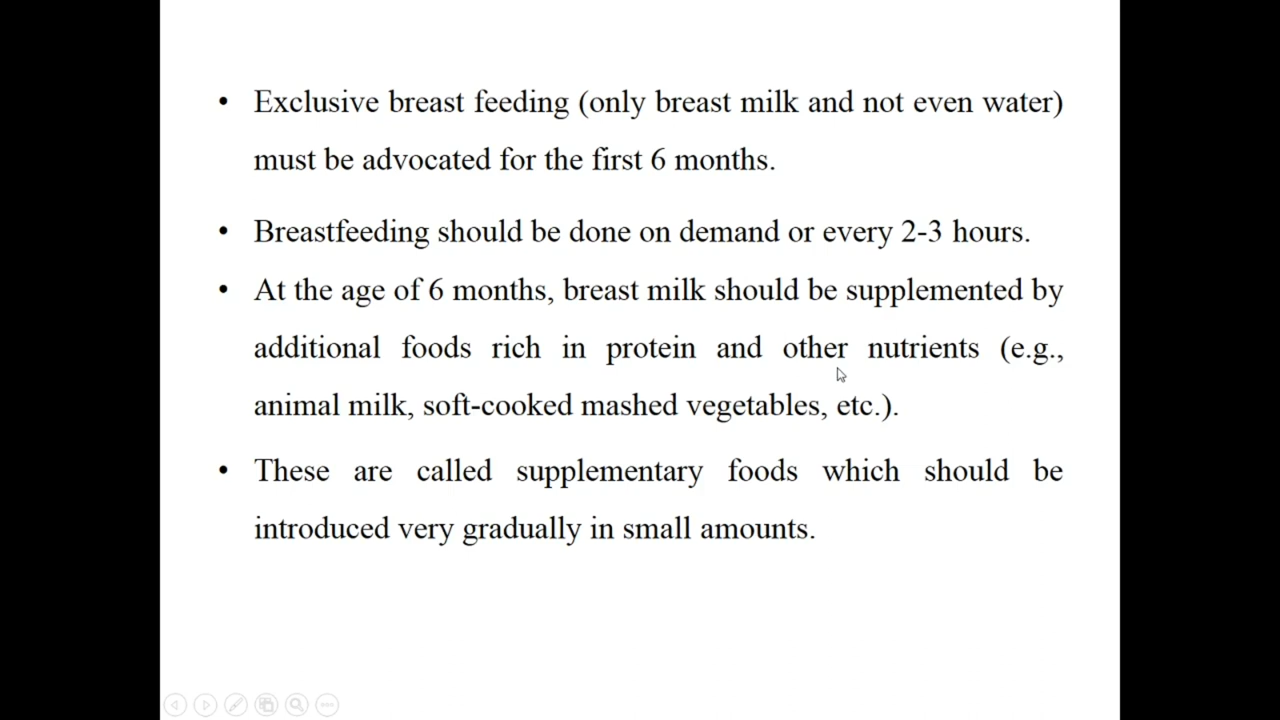 • Exclusive breast feeding (only breast milk and not even water)
must be advocated for the first 6 months.
• Breastfeeding should be done on demand or every 2-3 hours.
• At the age of 6 months, breast milk should be supplemented by
additional foods rich in protein and other nutrients (e.g.,
animal milk, soft-cooked mashed vegetables, etc.).
• These are called supplementary foods which should be
introduced very gradually in small amounts.